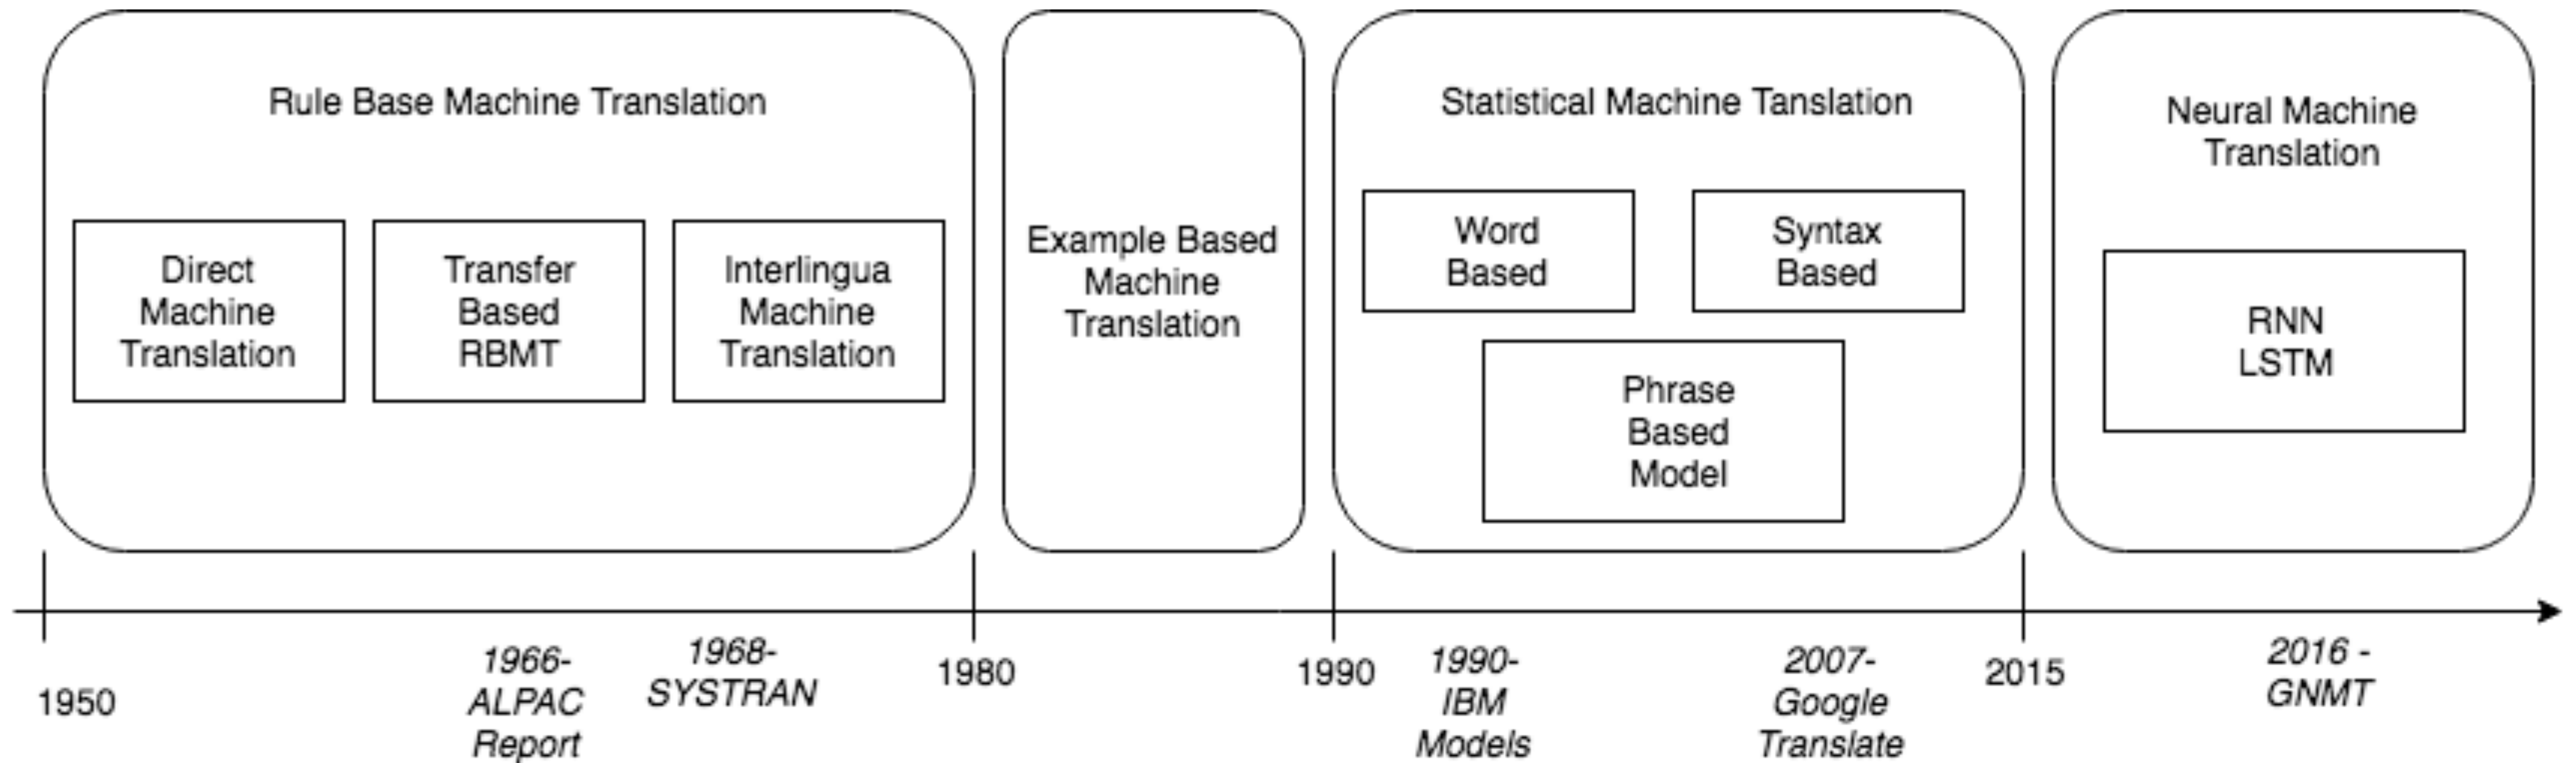 Rule Base Machine Translation
Direct
Machine
Translation
Transfer
Based
RBMT
Interlingua
Machine
Translation
Example Based
Machine
Translation
Statistical Machine Tanslation
Word
Based
Syntax
Based
Phrase
Based
Model
Neural Machine
Translation
RNN
LSTM
1950
1966-
ALPAC
Report
1968-
SYSTRAN
1980
1990
1990-
IBM
Models
2007-
Google
Translate
2015
2016 -
GNMT